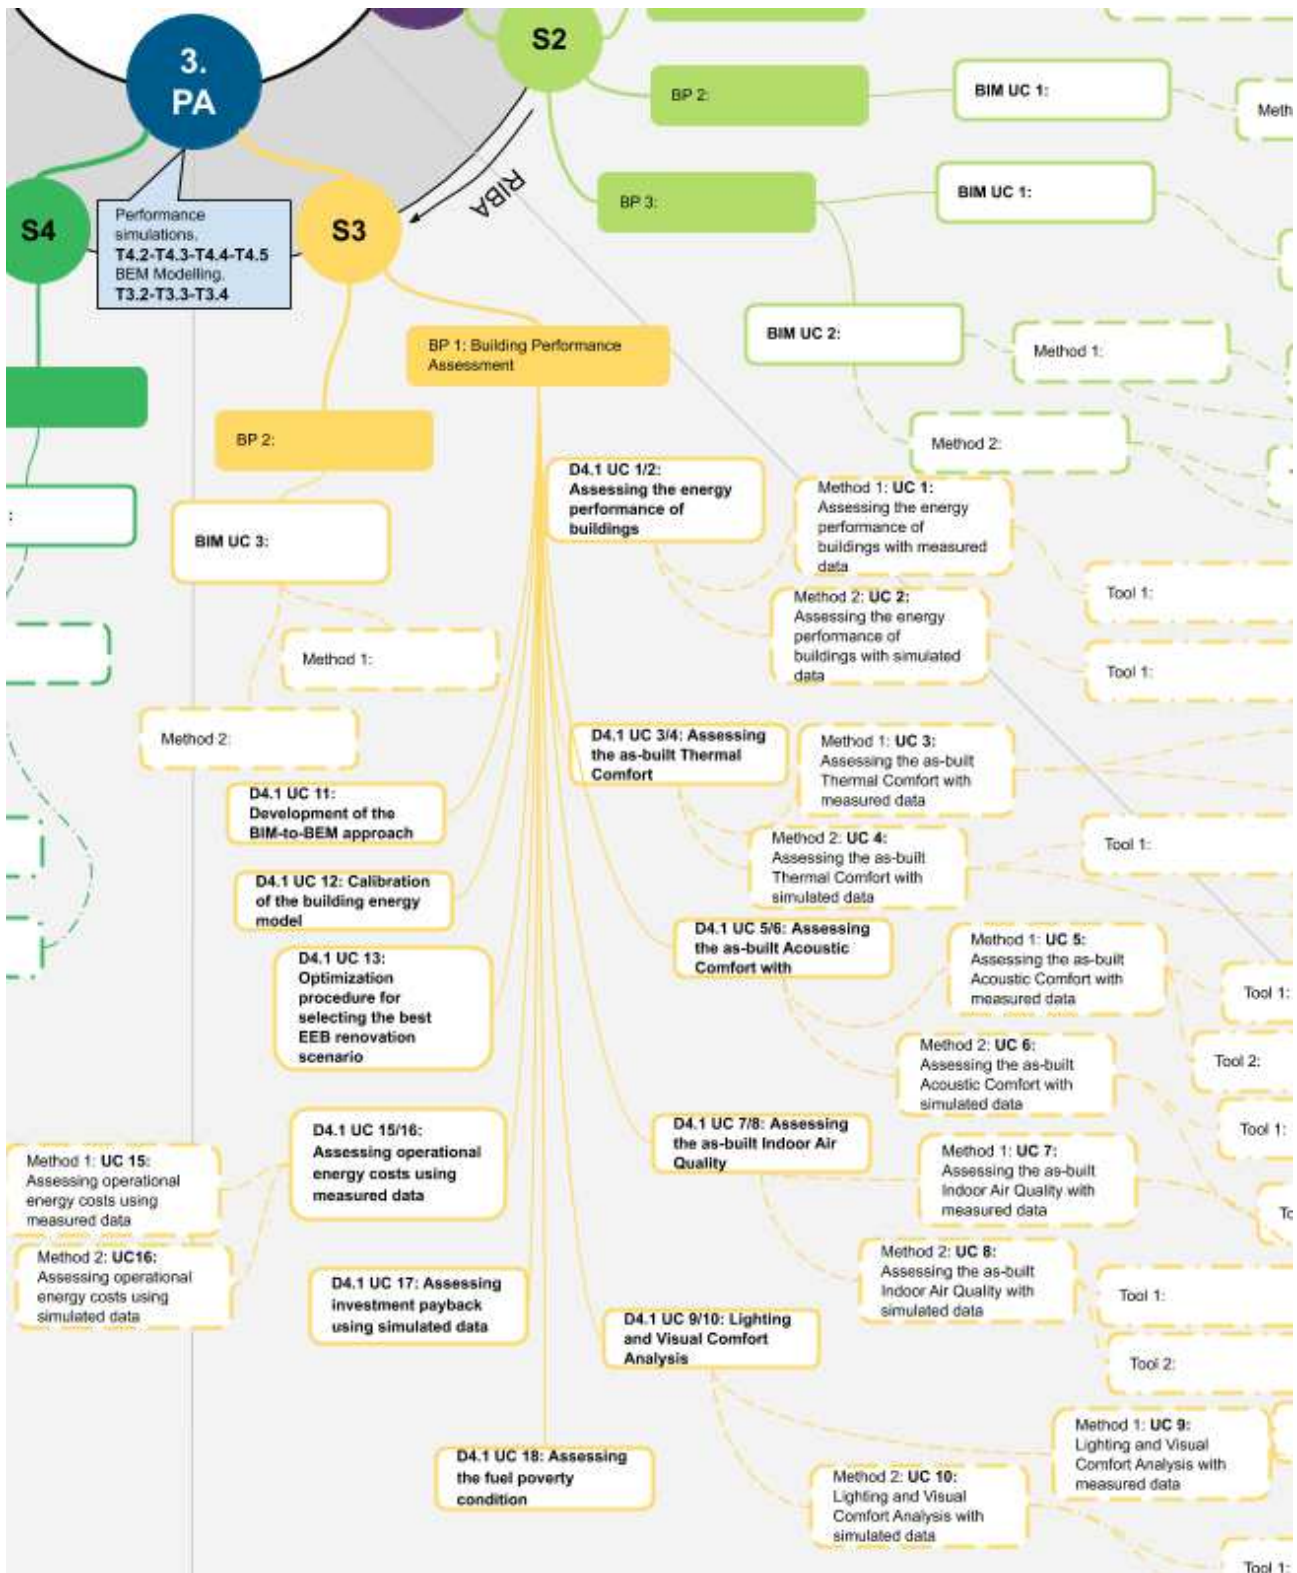 3.
PA
S2
S4
S3
RIBA
Performance
simulations,
T4.2-T4.3-T4.4-T4.5
BEM Modelling,
T3.2-T3.3-T3.4
BP 2:
BIM UC 1:
BP 3:
BIM UC 1:
BIM UC 2:
Method 1:
Method 2:
BP 1: Building Performance
Assessment
BP 2:
BIM UC 3:
:
Method 1:
Method 2:
D4.1 UC 1/2:
Assessing the energy
performance of
buildings
Method 1: UC 1:
Assessing the energy
performance of
buildings with measured
data
Tool 1:
Method 2: UC 2:
Assessing the energy
performance of
buildings with simulated
data
Tool 1:
D4.1 UC 3/4: Assessing
the as-built Thermal
Comfort
Method 1: UC 3:
Assessing the as-built
Thermal Comfort with
measured data
Method 2: UC 4:
Assessing the as-built
Thermal Comfort with
simulated data
Tool 1:
D4.1 UC 11:
Development of the
BIM-to-BEM approach
D4.1 UC 12: Calibration
of the building energy
model
D4.1 UC 13:
Optimization
procedure for
selecting the best
EEB renovation
scenario
D4.1 UC 5/6: Assessing
the as-built Acoustic
Comfort with
Method 1: UC 5:
Assessing the as-built
Acoustic Comfort with
measured data
Tool 1:
Tool 2:
Method 2: UC 6:
Assessing the as-built
Acoustic Comfort with
simulated data
Tool 1:
D4.1 UC 15/16:
Assessing operational
energy costs using
measured data
Method 1: UC 15:
Assessing operational
energy costs using
measured data
Method 2: UC16:
Assessing operational
energy costs using
simulated data
D4.1 UC 7/8: Assessing
the as-built Indoor Air
Quality
Method 1: UC 7:
Assessing the as-built
Indoor Air Quality with
measured data
Method 2: UC 8:
Assessing the as-built
Indoor Air Quality with
simulated data
Tool 1:
Tool 2:
D4.1 UC 17: Assessing
investment payback
using simulated data
D4.1 UC 9/10: Lighting
and Visual Comfort
Analysis
Method 1: UC 9:
Lighting and Visual
Comfort Analysis with
measured data
Method 2: UC 10:
Lighting and Visual
Comfort Analysis with
simulated data
Tool 1:
D4.1 UC 18: Assessing
the fuel poverty
condition